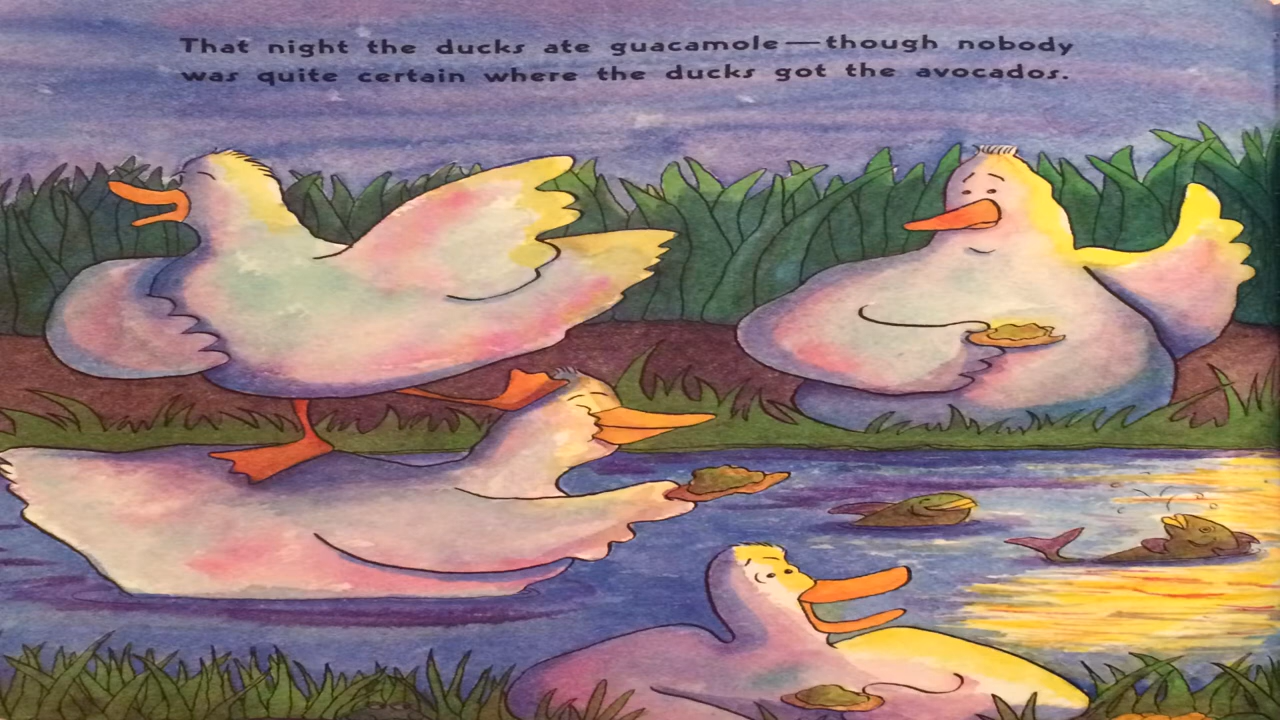 That night the ducks ate guacamole—though nobody
was quite certain where the ducks got the avocados.